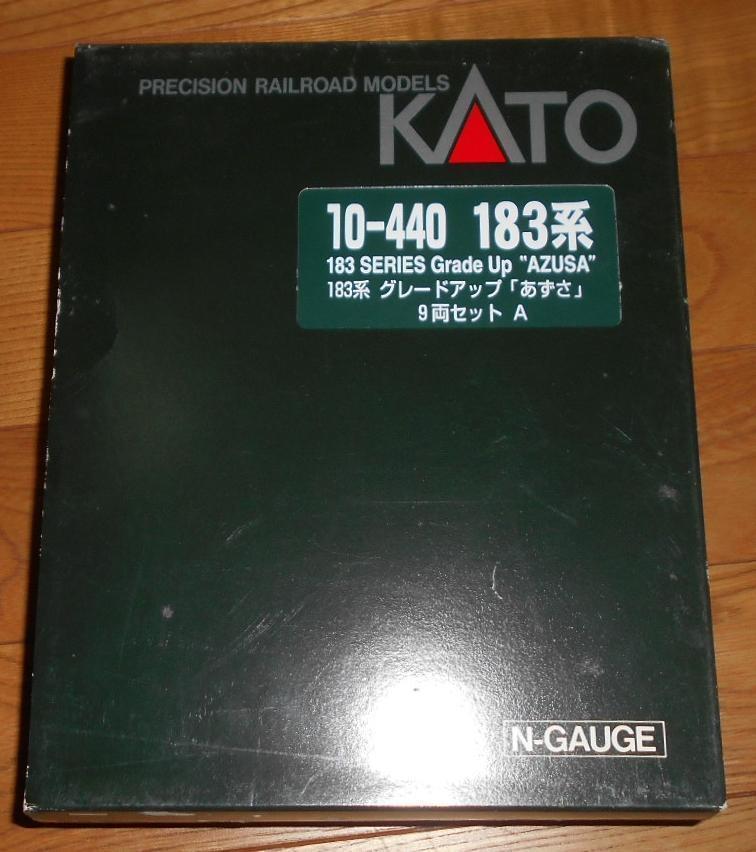 PRECISION RAILROAD MODELS
KATO
10-440 183系
183 SERIES Grade Up "AZUSA"
183系 グレードアップ「あずさ」
9両セット A
N-GAUGE